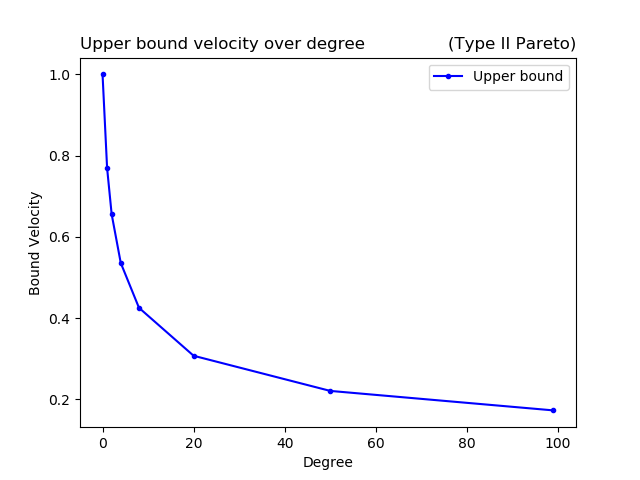 Upper bound velocity over degree (Type II Pareto)
Upper bound
1.0
0.8
0.6
0.4
0.2
Bound Velocity
0 20 40 60 80 100
Degree